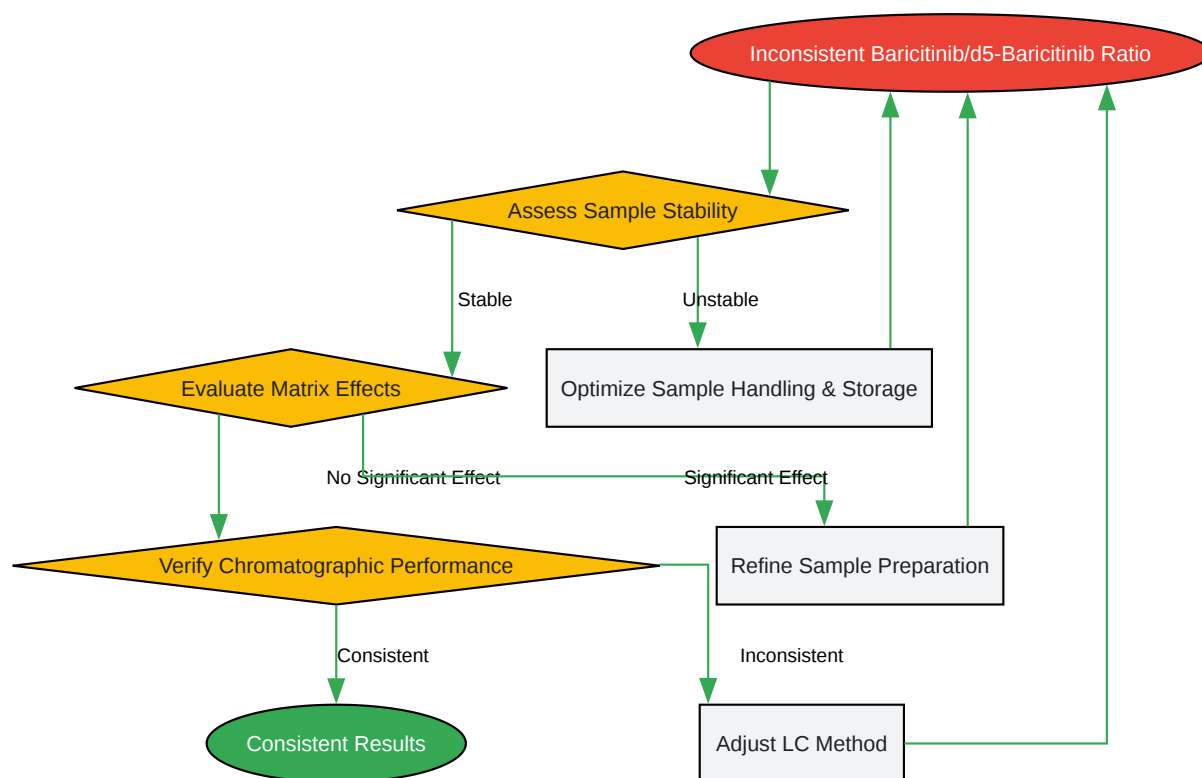 Inconsistent Baricitinib/d5-Baricitinib Ratio
Assess Sample Stability
Stable
Unstable
Evaluate Matrix Effects
Optimize Sample Handling & Storage
No Significant Effect
Significant Effect
Verify Chromatographic Performance
Refine Sample Preparation
Consistent
Inconsistent
Consistent Results
Adjust LC Method